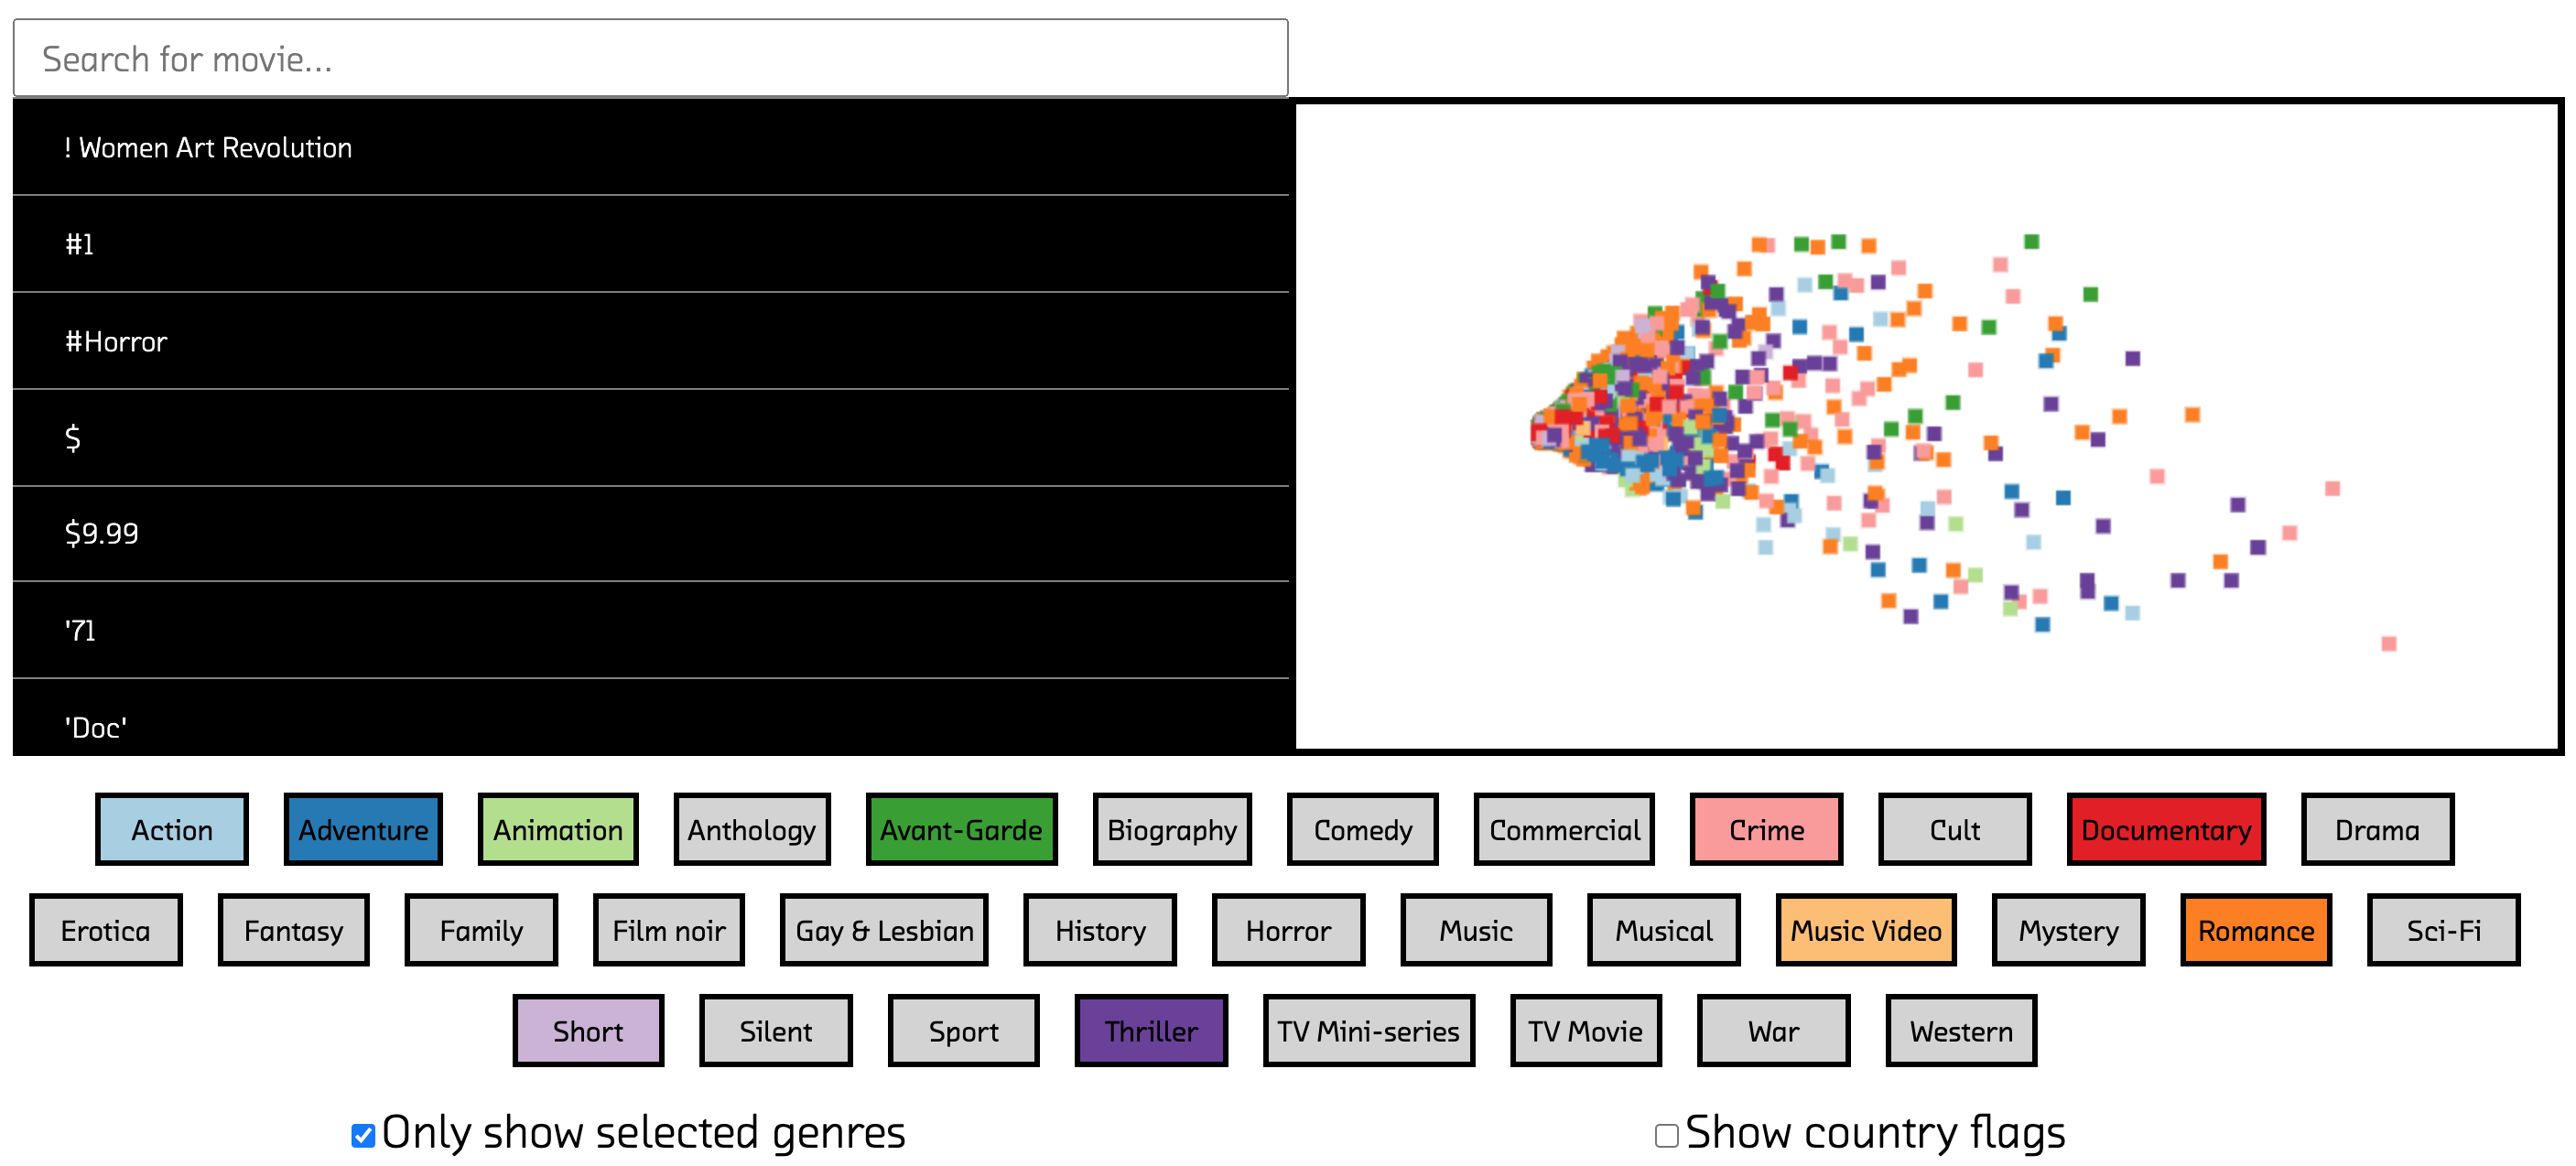 Search for movie...
! Women Art Revolution
#1
#Horror
$
$9.99
'71
'Doc'
Action Adventure Animation Anthology Avant-Garde Biography Comedy Commercial Crime Cult Documentary Drama
Erotica Fantasy Family Film noir Gay & Lesbian History Horror Music Musical Music Video Mystery Romance Sci-Fi
Short Silent Sport Thriller TV Mini-series TV Movie War Western
Only show selected genres Show country flags